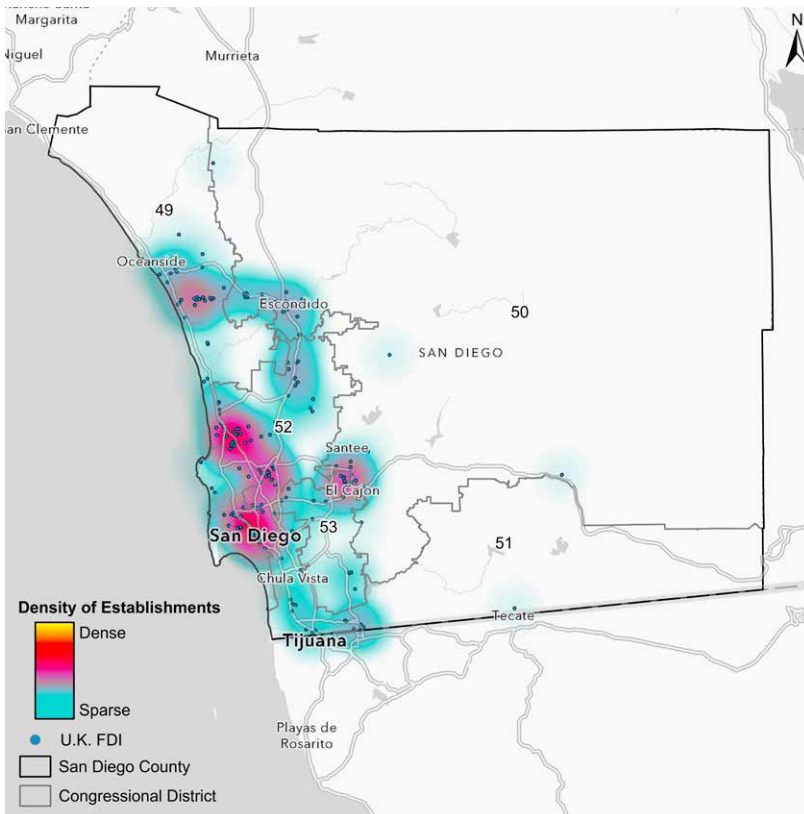 Margarita
N
Niguel
Murrieta
San Clemente
49
Oceanside
Escondido
50
SAN DIEGO
52
Santee
El Cajon
San Diego
53
51
Chula Vista
Density of Establishments
Dense
Sparse
Tecate
Tijuana
U.K. FDI
Playas de
Rosarito
San Diego County
Congressional District